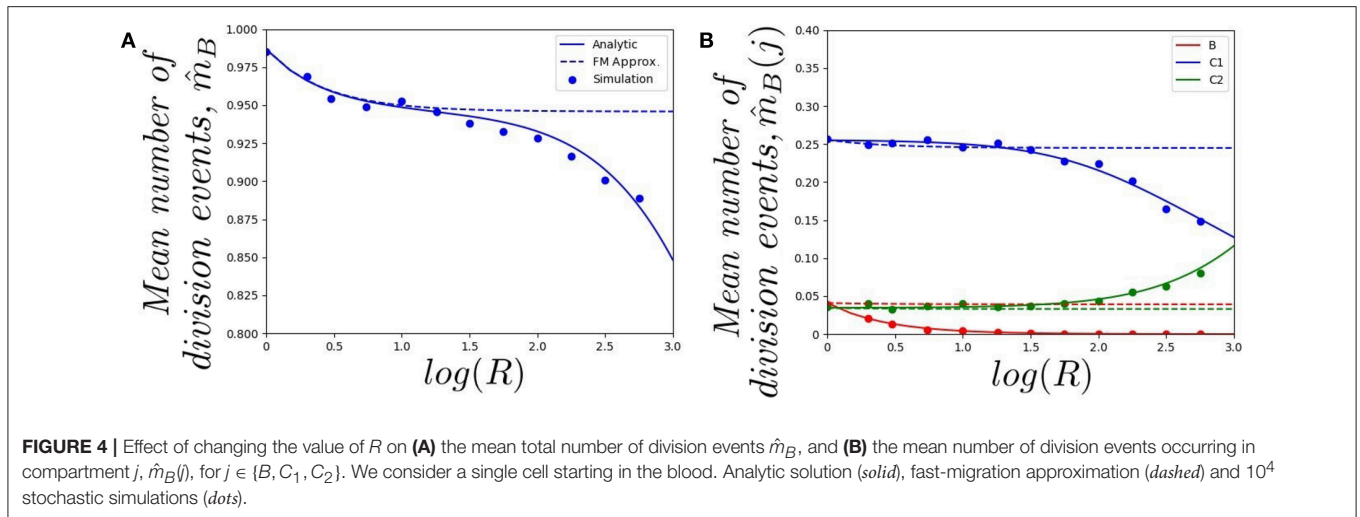 A
Mean number of
division events, m̂_B
1.000
0.975
0.950
0.925
0.900
0.875
0.850
0.825
0.800
0
0.5
1.0
1.5
2.0
2.5
3.0
log(R)
Analytic
FM Approx.
Simulation
B
Mean number of
division events, m̂_B(j)
0.40
0.35
0.30
0.25
0.20
0.15
0.10
0.05
0
0
0.5
1.0
1.5
2.0
2.5
3.0
log(R)
B
C1
C2
FIGURE 4 | Effect of changing the value of R on (A) the mean total number of division events m̂_B, and (B) the mean number of division events occurring in
compartment j, m̂_B(j), for j ∈ {B, C₁, C₂}. We consider a single cell starting in the blood. Analytic solution (solid), fast-migration approximation (dashed) and 10⁴
stochastic simulations (dots).